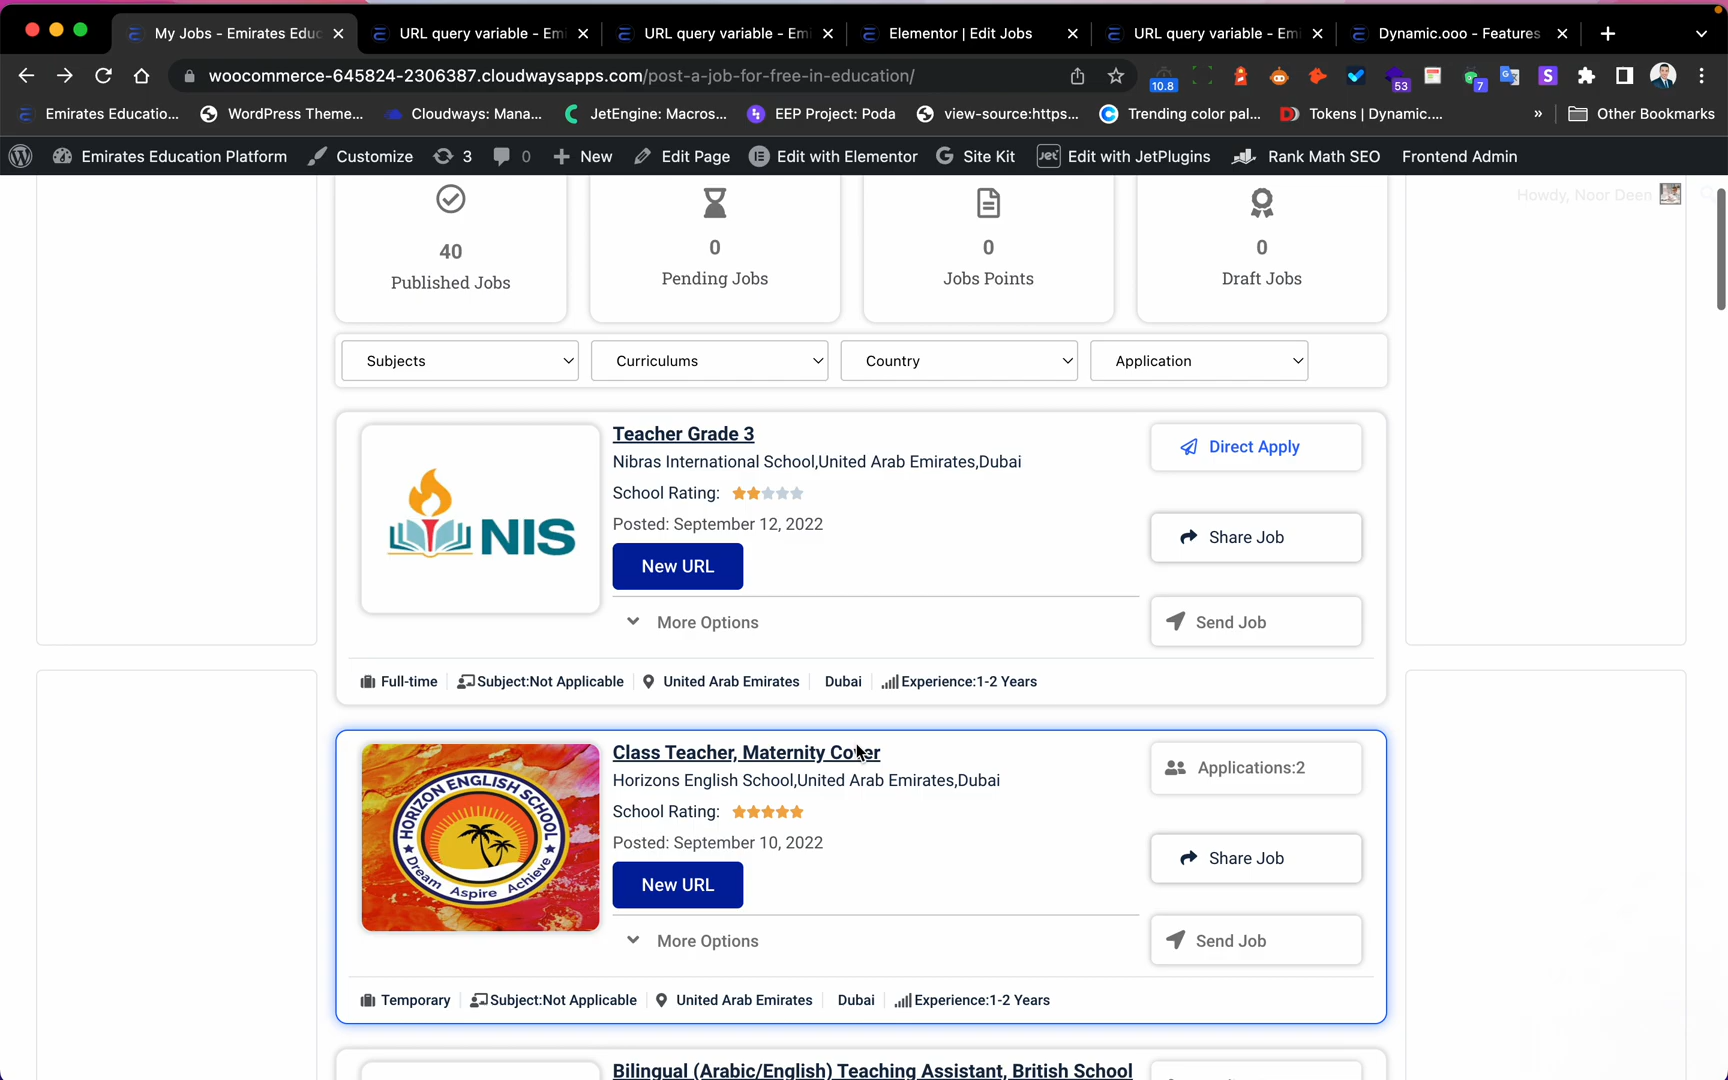 My Jobs - Emirates Educ
URL query variable - Emi
URL query variable - Emi
Elementor | Edit Jobs
URL query variable - Emi
Dynamic.ooo - Features
woocommerce-645824-2306387.cloudwaysapps.com/post-a-job-for-free-in-education/
10.8
53
7
Emirates Educatio...
WordPress Theme...
Cloudways: Mana...
JetEngine: Macros...
EEP Project: Poda
view-source:https...
Trending color pal...
Tokens | Dynamic....
»
Other Bookmarks
Emirates Education Platform
Customize
3
0
New
Edit Page
Edit with Elementor
Site Kit
Edit with JetPlugins
Rank Math SEO
Frontend Admin
Howdy, Noor Deen
40
Published Jobs
0
Pending Jobs
0
Jobs Points
0
Draft Jobs
Subjects
Curriculums
Country
Application
NIS
Teacher Grade 3
Nibras International School,United Arab Emirates,Dubai
School Rating:
Posted: September 12, 2022
New URL
More Options
Direct Apply
Share Job
Send Job
Full-time
Subject:Not Applicable
United Arab Emirates
Dubai
Experience:1-2 Years
HORIZON ENGLISH SCHOOL
Dream Aspire Achieve
Class Teacher, Maternity Cover
Horizons English School,United Arab Emirates,Dubai
School Rating:
Posted: September 10, 2022
New URL
More Options
Applications:2
Share Job
Send Job
Temporary
Subject:Not Applicable
United Arab Emirates
Dubai
Experience:1-2 Years
Bilingual (Arabic/English) Teaching Assistant, British School